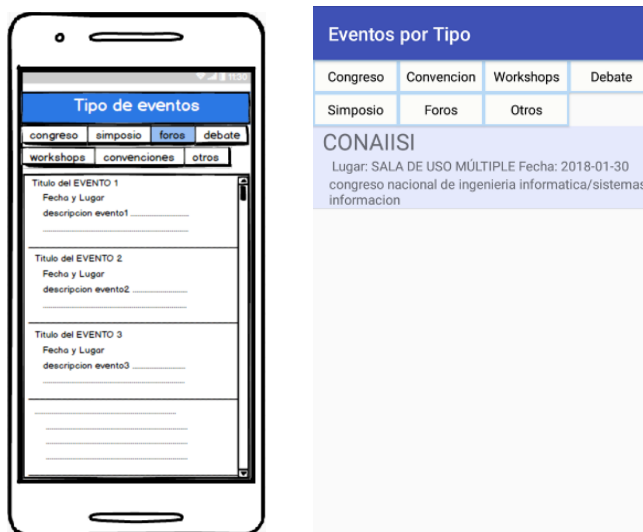 11:30
Tipo de eventos
congreso simposio foros debate
workshops convenciones otros
Titulo del EVENTO 1
Fecha y Lugar
descripcion evento1
Titulo del EVENTO 2
Fecha y Lugar
descripcion evento2
Titulo del EVENTO 3
Fecha y Lugar
descripcion evento3
Eventos por Tipo
Congreso Convencion Workshops Debate
Simposio Foros Otros
CONAIISI
Lugar: SALA DE USO MÚLTIPLE Fecha: 2018-01-30
congreso nacional de ingenieria informatica/sistemas
informacion